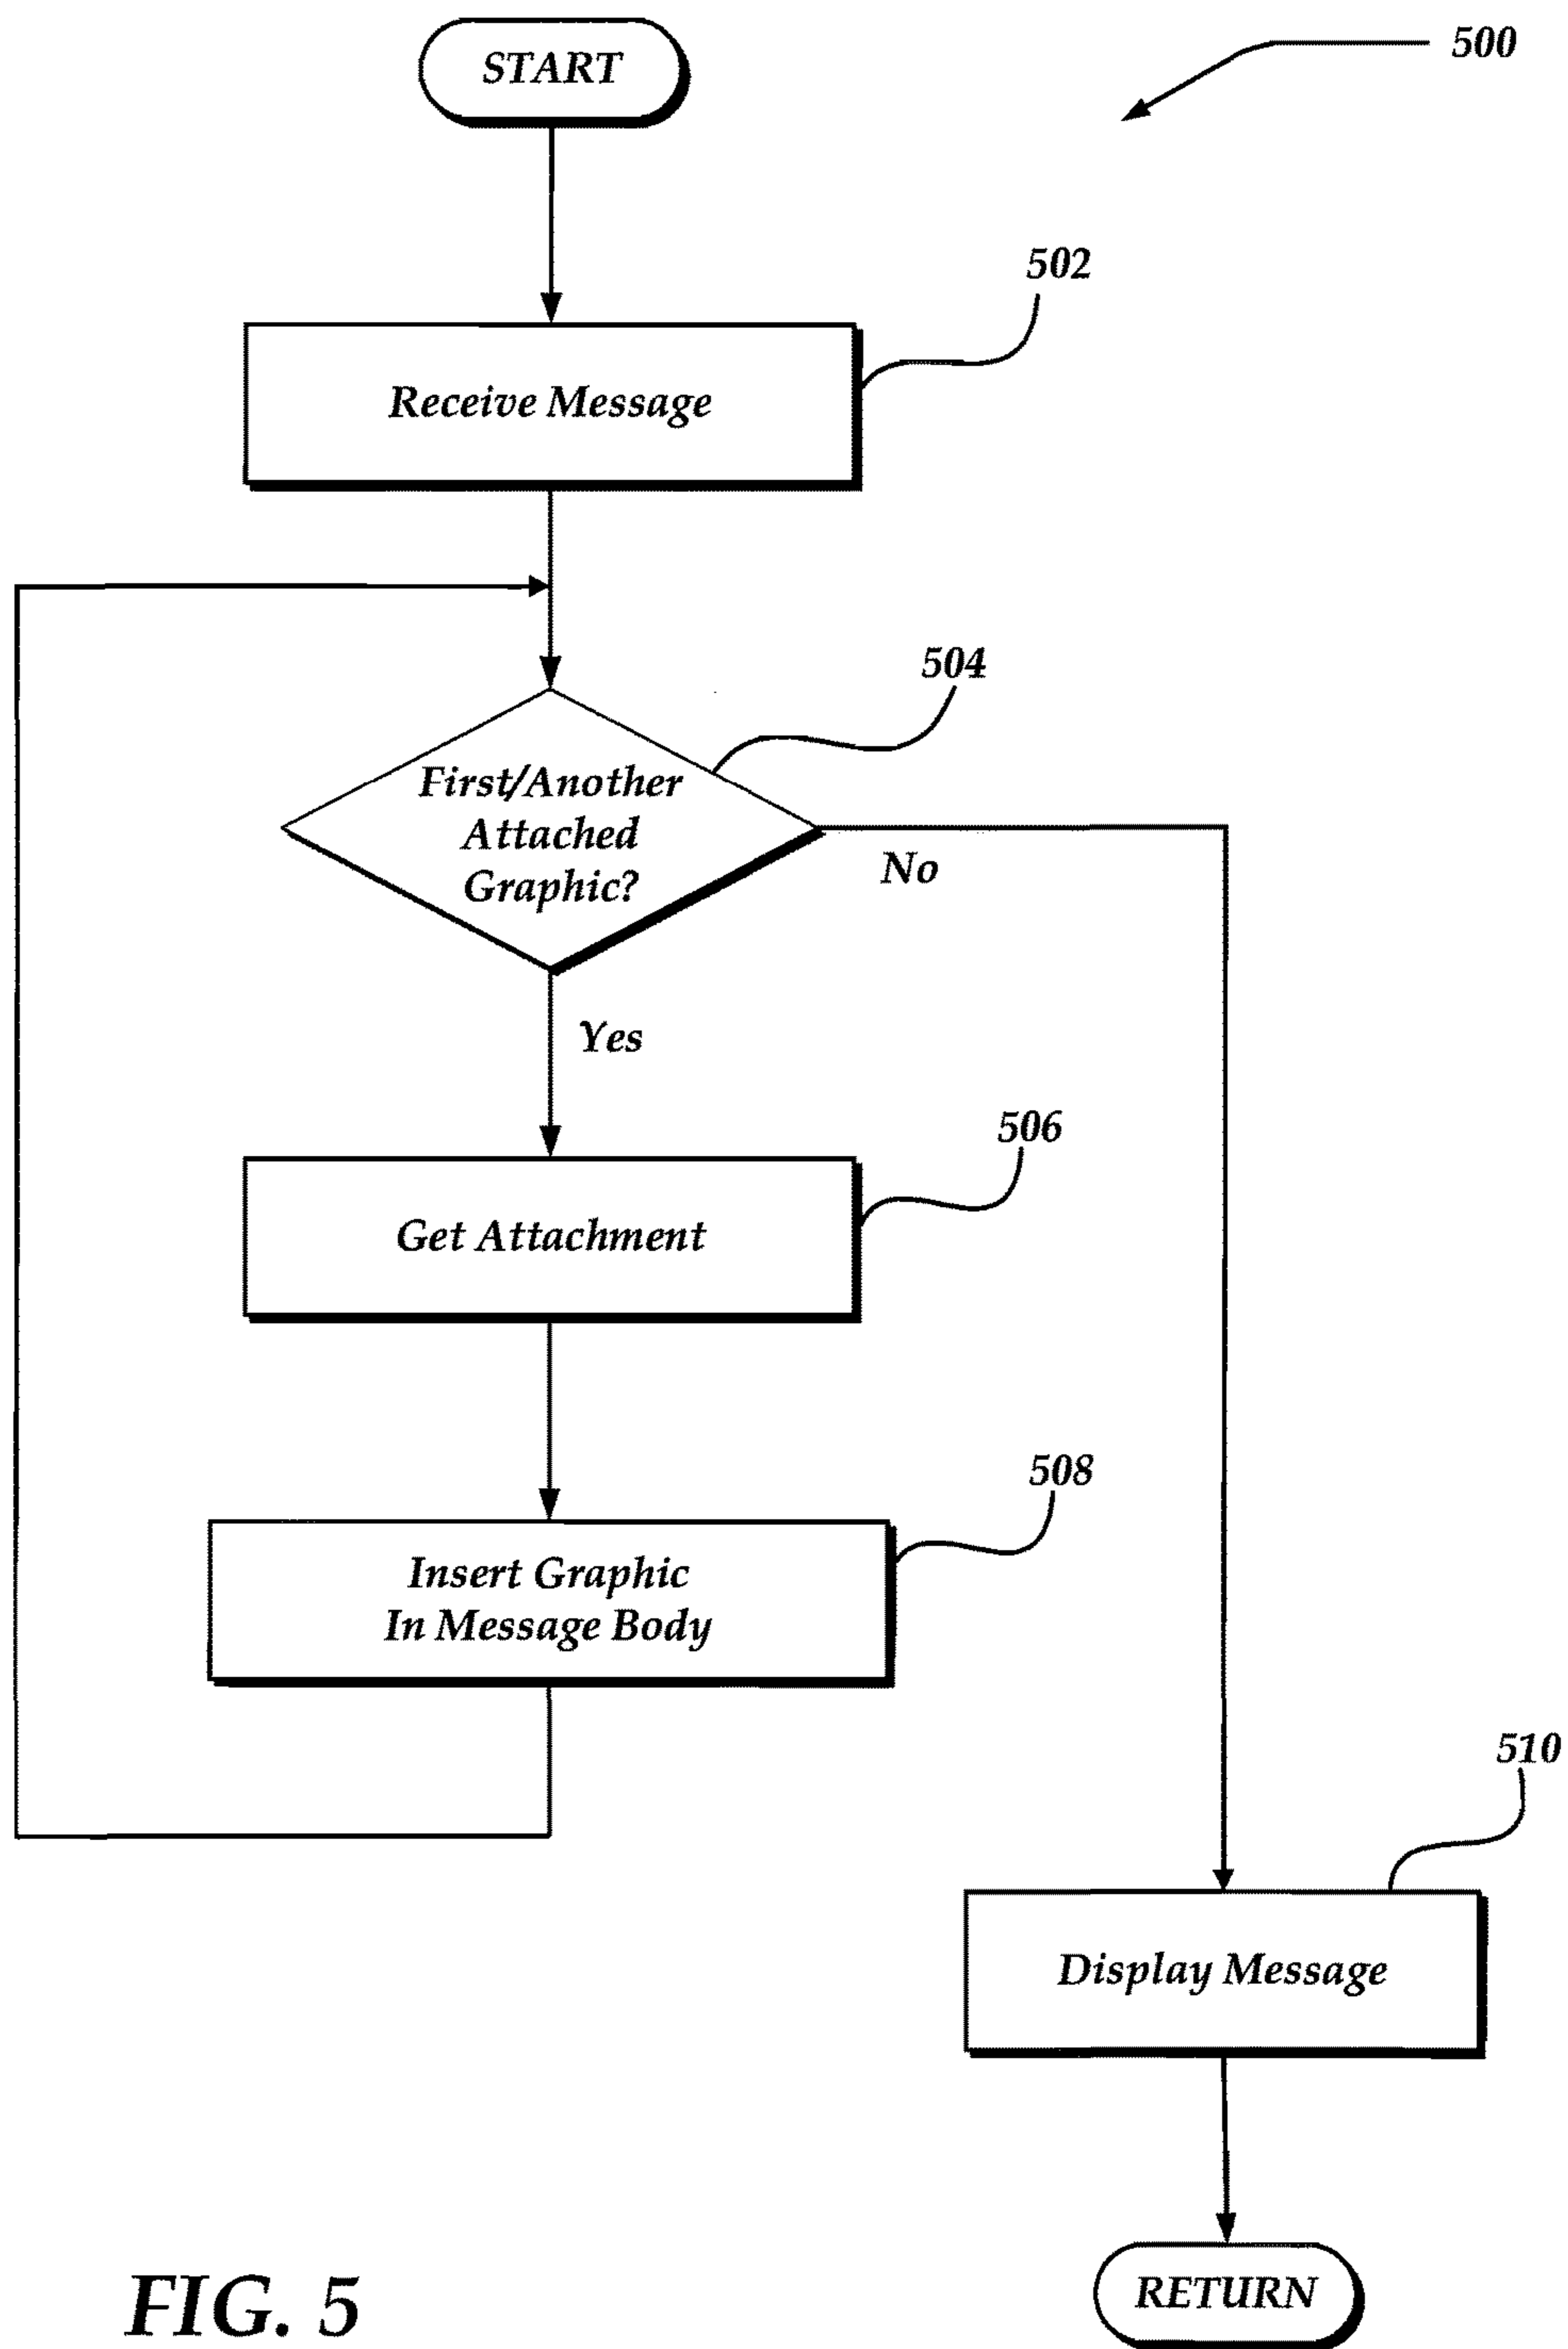 START
500
502
Receive Message
504
First/Another
Attached
Graphic?
No
Yes
506
Get Attachment
508
Insert Graphic
In Message Body
510
Display Message
RETURN
FIG. 5